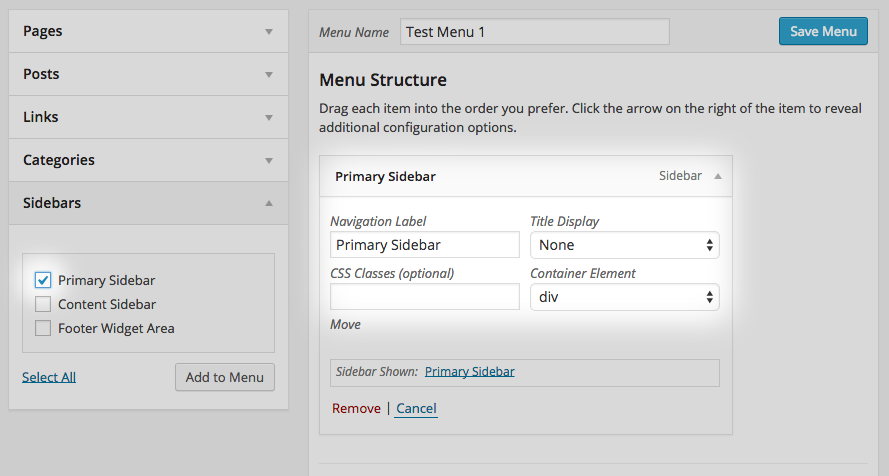 Pages
Posts
Links
Categories
Sidebars
Primary Sidebar
Content Sidebar
Footer Widget Area
Select All
Add to Menu
Menu Name
Test Menu 1
Save Menu
Menu Structure
Drag each item into the order you prefer. Click the arrow on the right of the item to reveal
additional configuration options.
Primary Sidebar
Sidebar
Navigation Label
Title Display
Primary Sidebar
None
CSS Classes (optional)
Container Element
div
Move
Sidebar Shown: Primary Sidebar
Remove | Cancel